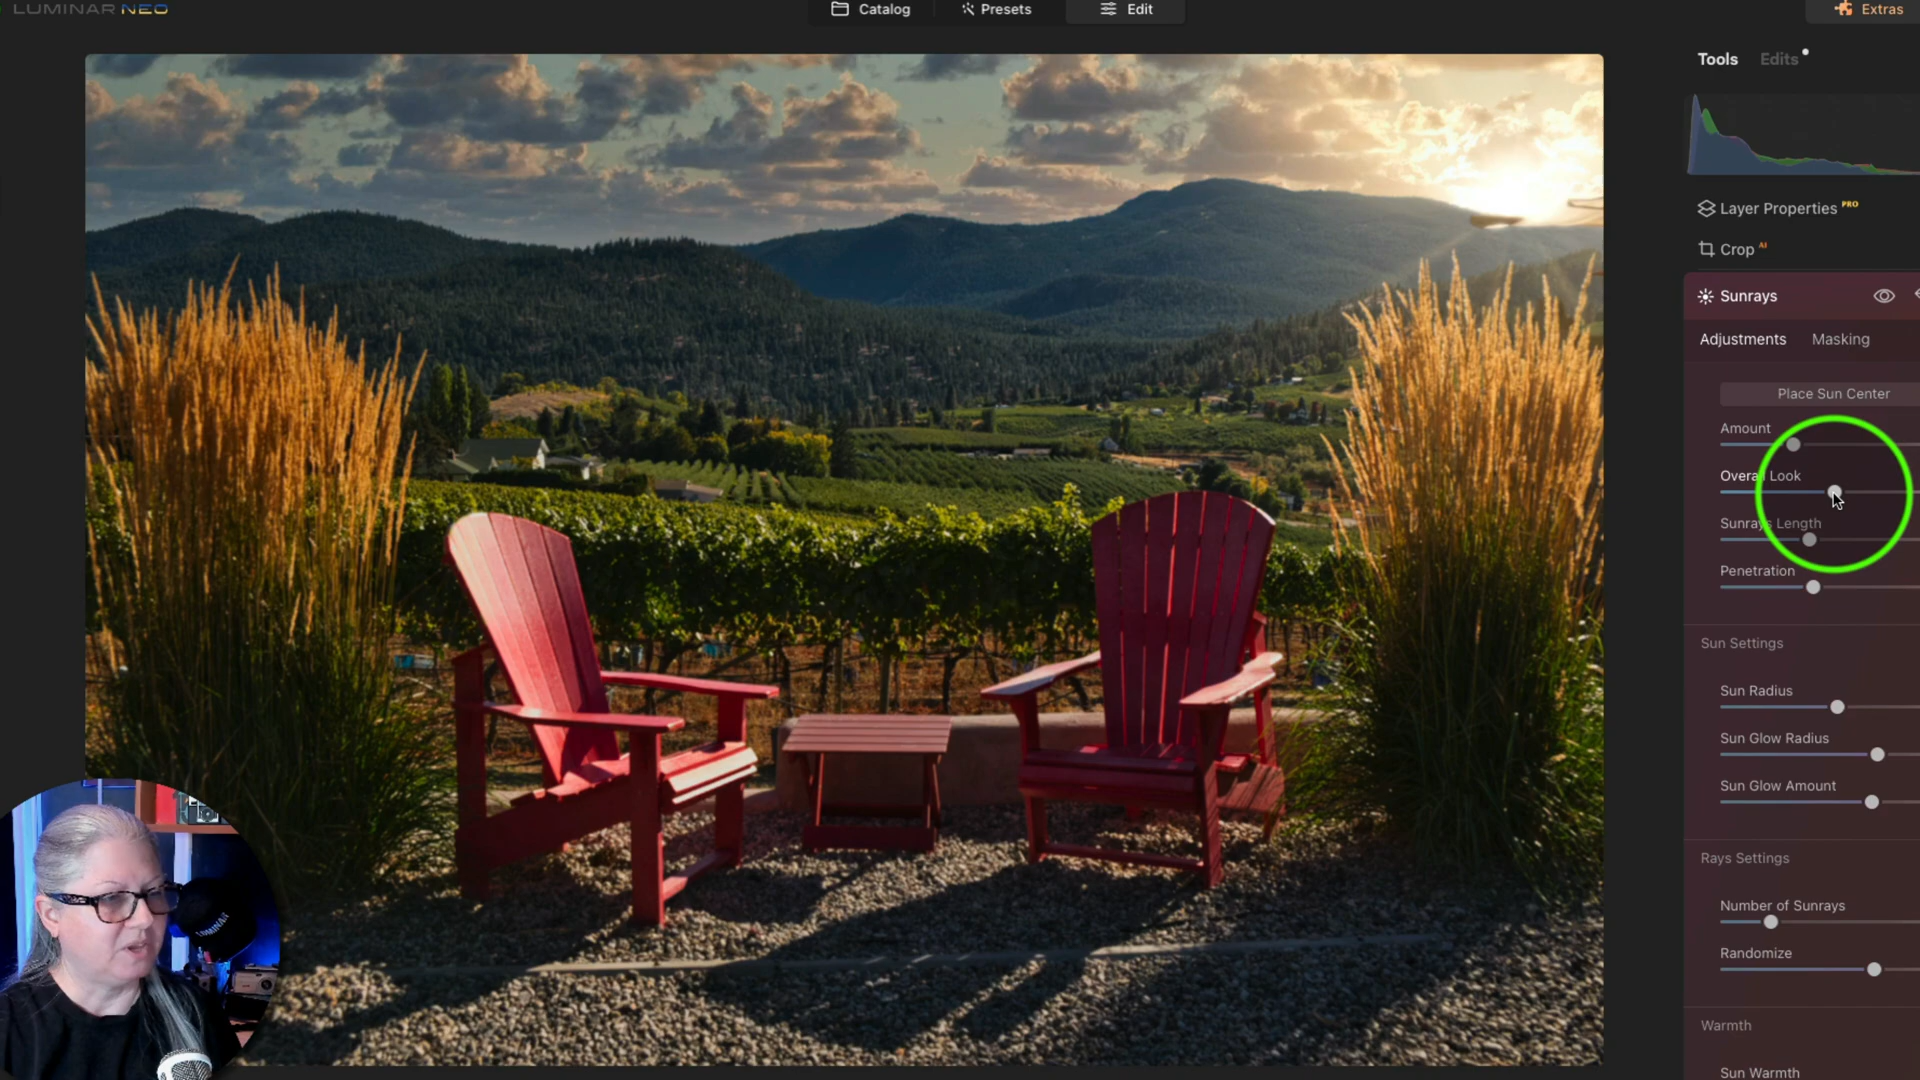 LUMINAR NEO
Catalog
Presets
Edit
Extras
Tools
Edits
Layer Properties PRO
Crop AI
Sunrays
Adjustments
Masking
Place Sun Center
Amount
Overall Look
Sunrays Length
Penetration
Sun Settings
Sun Radius
Sun Glow Radius
Sun Glow Amount
Rays Settings
Number of Sunrays
Randomize
Warmth
Sun Warmth
LUMINAR